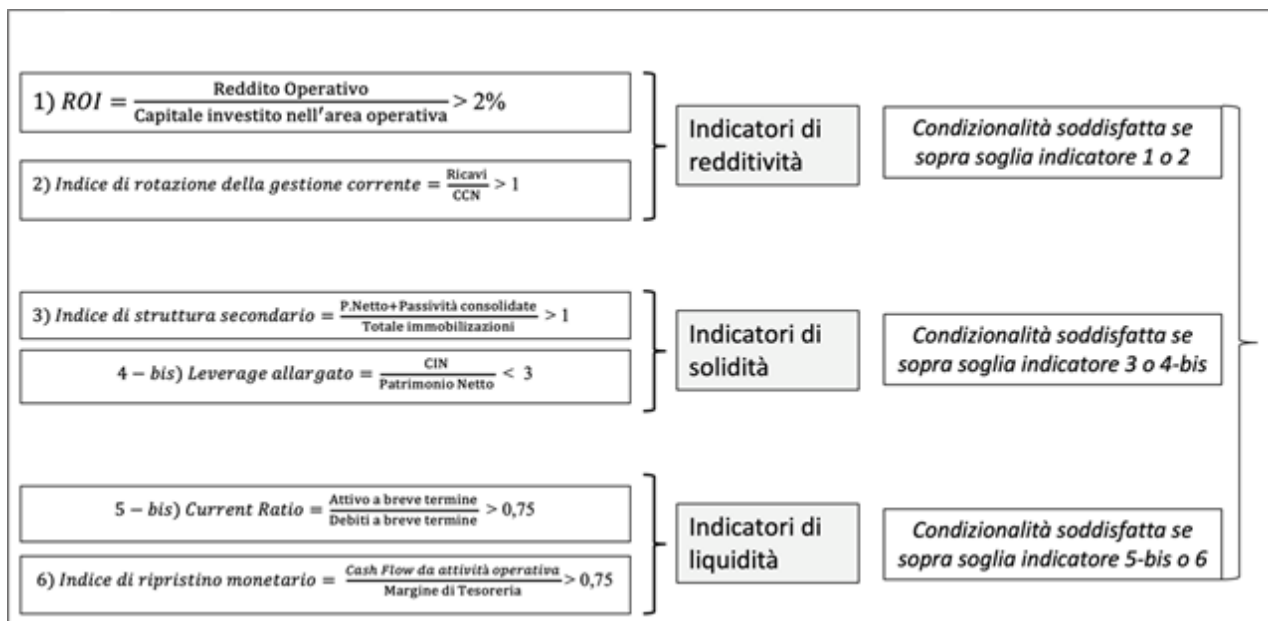 1) ROI = Reddito Operativo / Capitale investito nell'area operativa > 2%
2) Indice di rotazione della gestione corrente = Ricavi / CCN > 1
Indicatori di
redditività
Condizionalità soddisfatta se
sopra soglia indicatore 1 o 2
3) Indice di struttura secondario = P.Netto+Passività consolidate / Totale immobilizazioni > 1
4 − bis) Leverage allargato = CIN / Patrimonio Netto < 3
Indicatori di
solidità
Condizionalità soddisfatta se
sopra soglia indicatore 3 o 4-bis
5 − bis) Current Ratio = Attivo a breve termine / Debiti a breve termine > 0,75
6) Indice di ripristino monetario = Cash Flow da attività operativa / Margine di Tesoreria > 0,75
Indicatori di
liquidità
Condizionalità soddisfatta se
sopra soglia indicatore 5-bis o 6